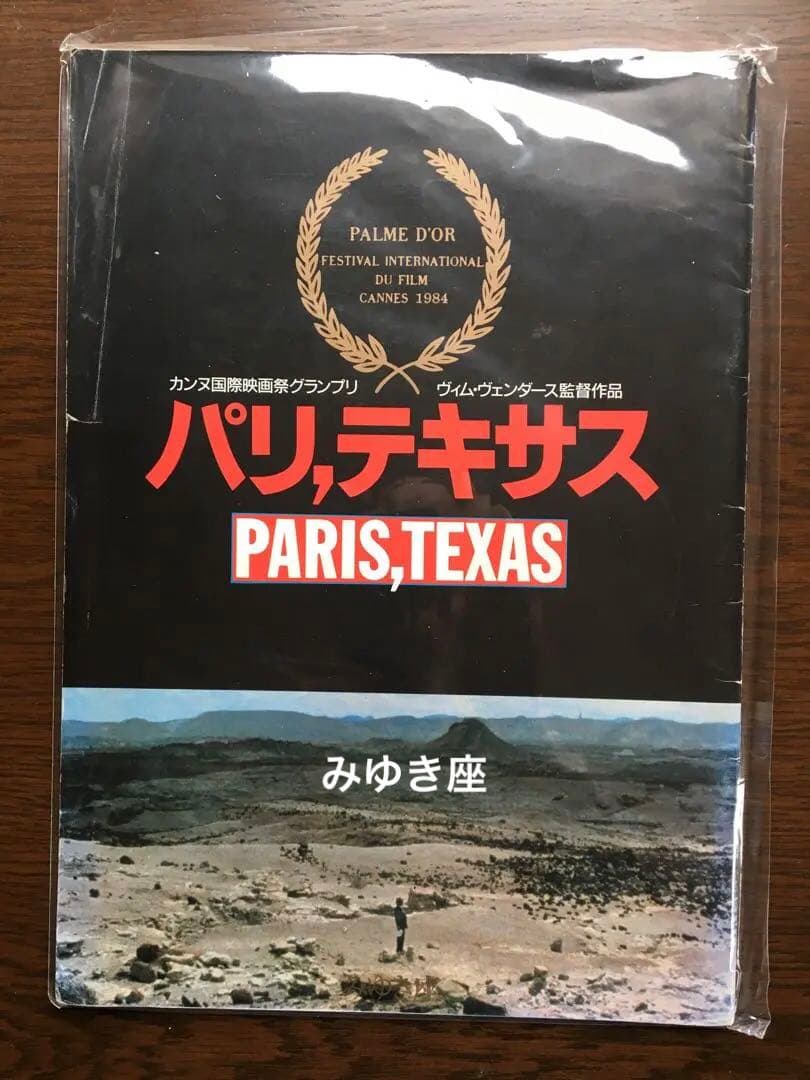 PALME D'OR
FESTIVAL INTERNATIONAL
DU FILM
CANNES 1984
カンヌ国際映画祭グランプリ ヴィム・ヴェンダース監督作品
パリ,テキサス
PARIS,TEXAS
みゆき座